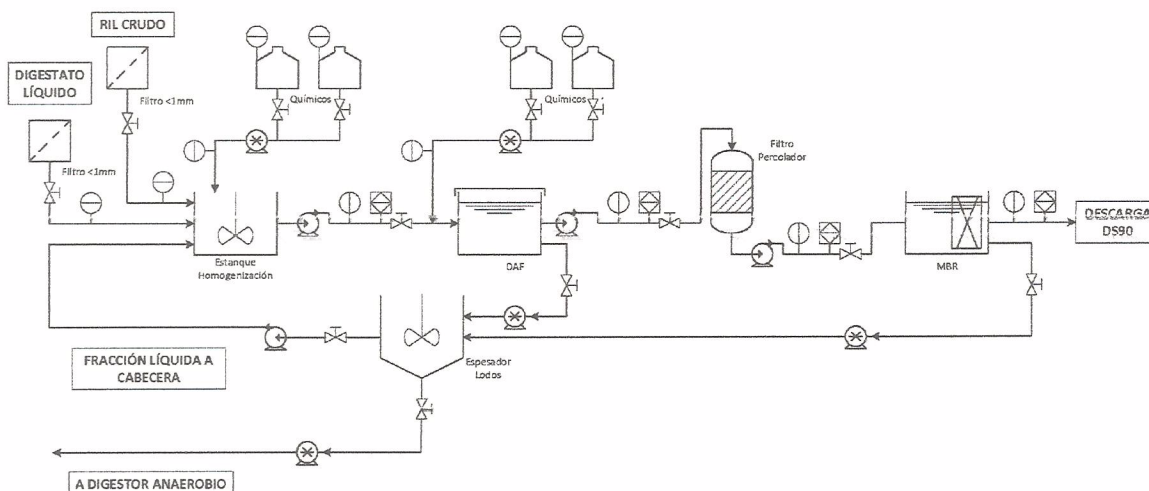 RIL CRUDO
DIGESTATO
LÍQUIDO
Filtro <1mm
Filtro <1mm
Químicos
Químicos
Filtro
Percolador
Estanque
Homogenización
DAF
MBR
DESCARGA
DS90
Espesador
Lodos
FRACCIÓN LÍQUIDA A
CABECERA
A DIGESTOR ANAEROBIO